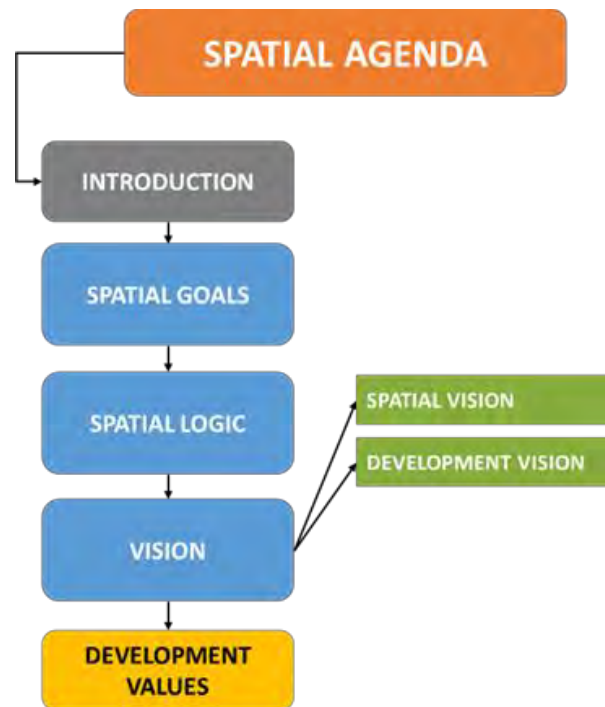 SPATIAL AGENDA
INTRODUCTION
SPATIAL GOALS
SPATIAL LOGIC
SPATIAL VISION
DEVELOPMENT VISION
VISION
DEVELOPMENT
VALUES